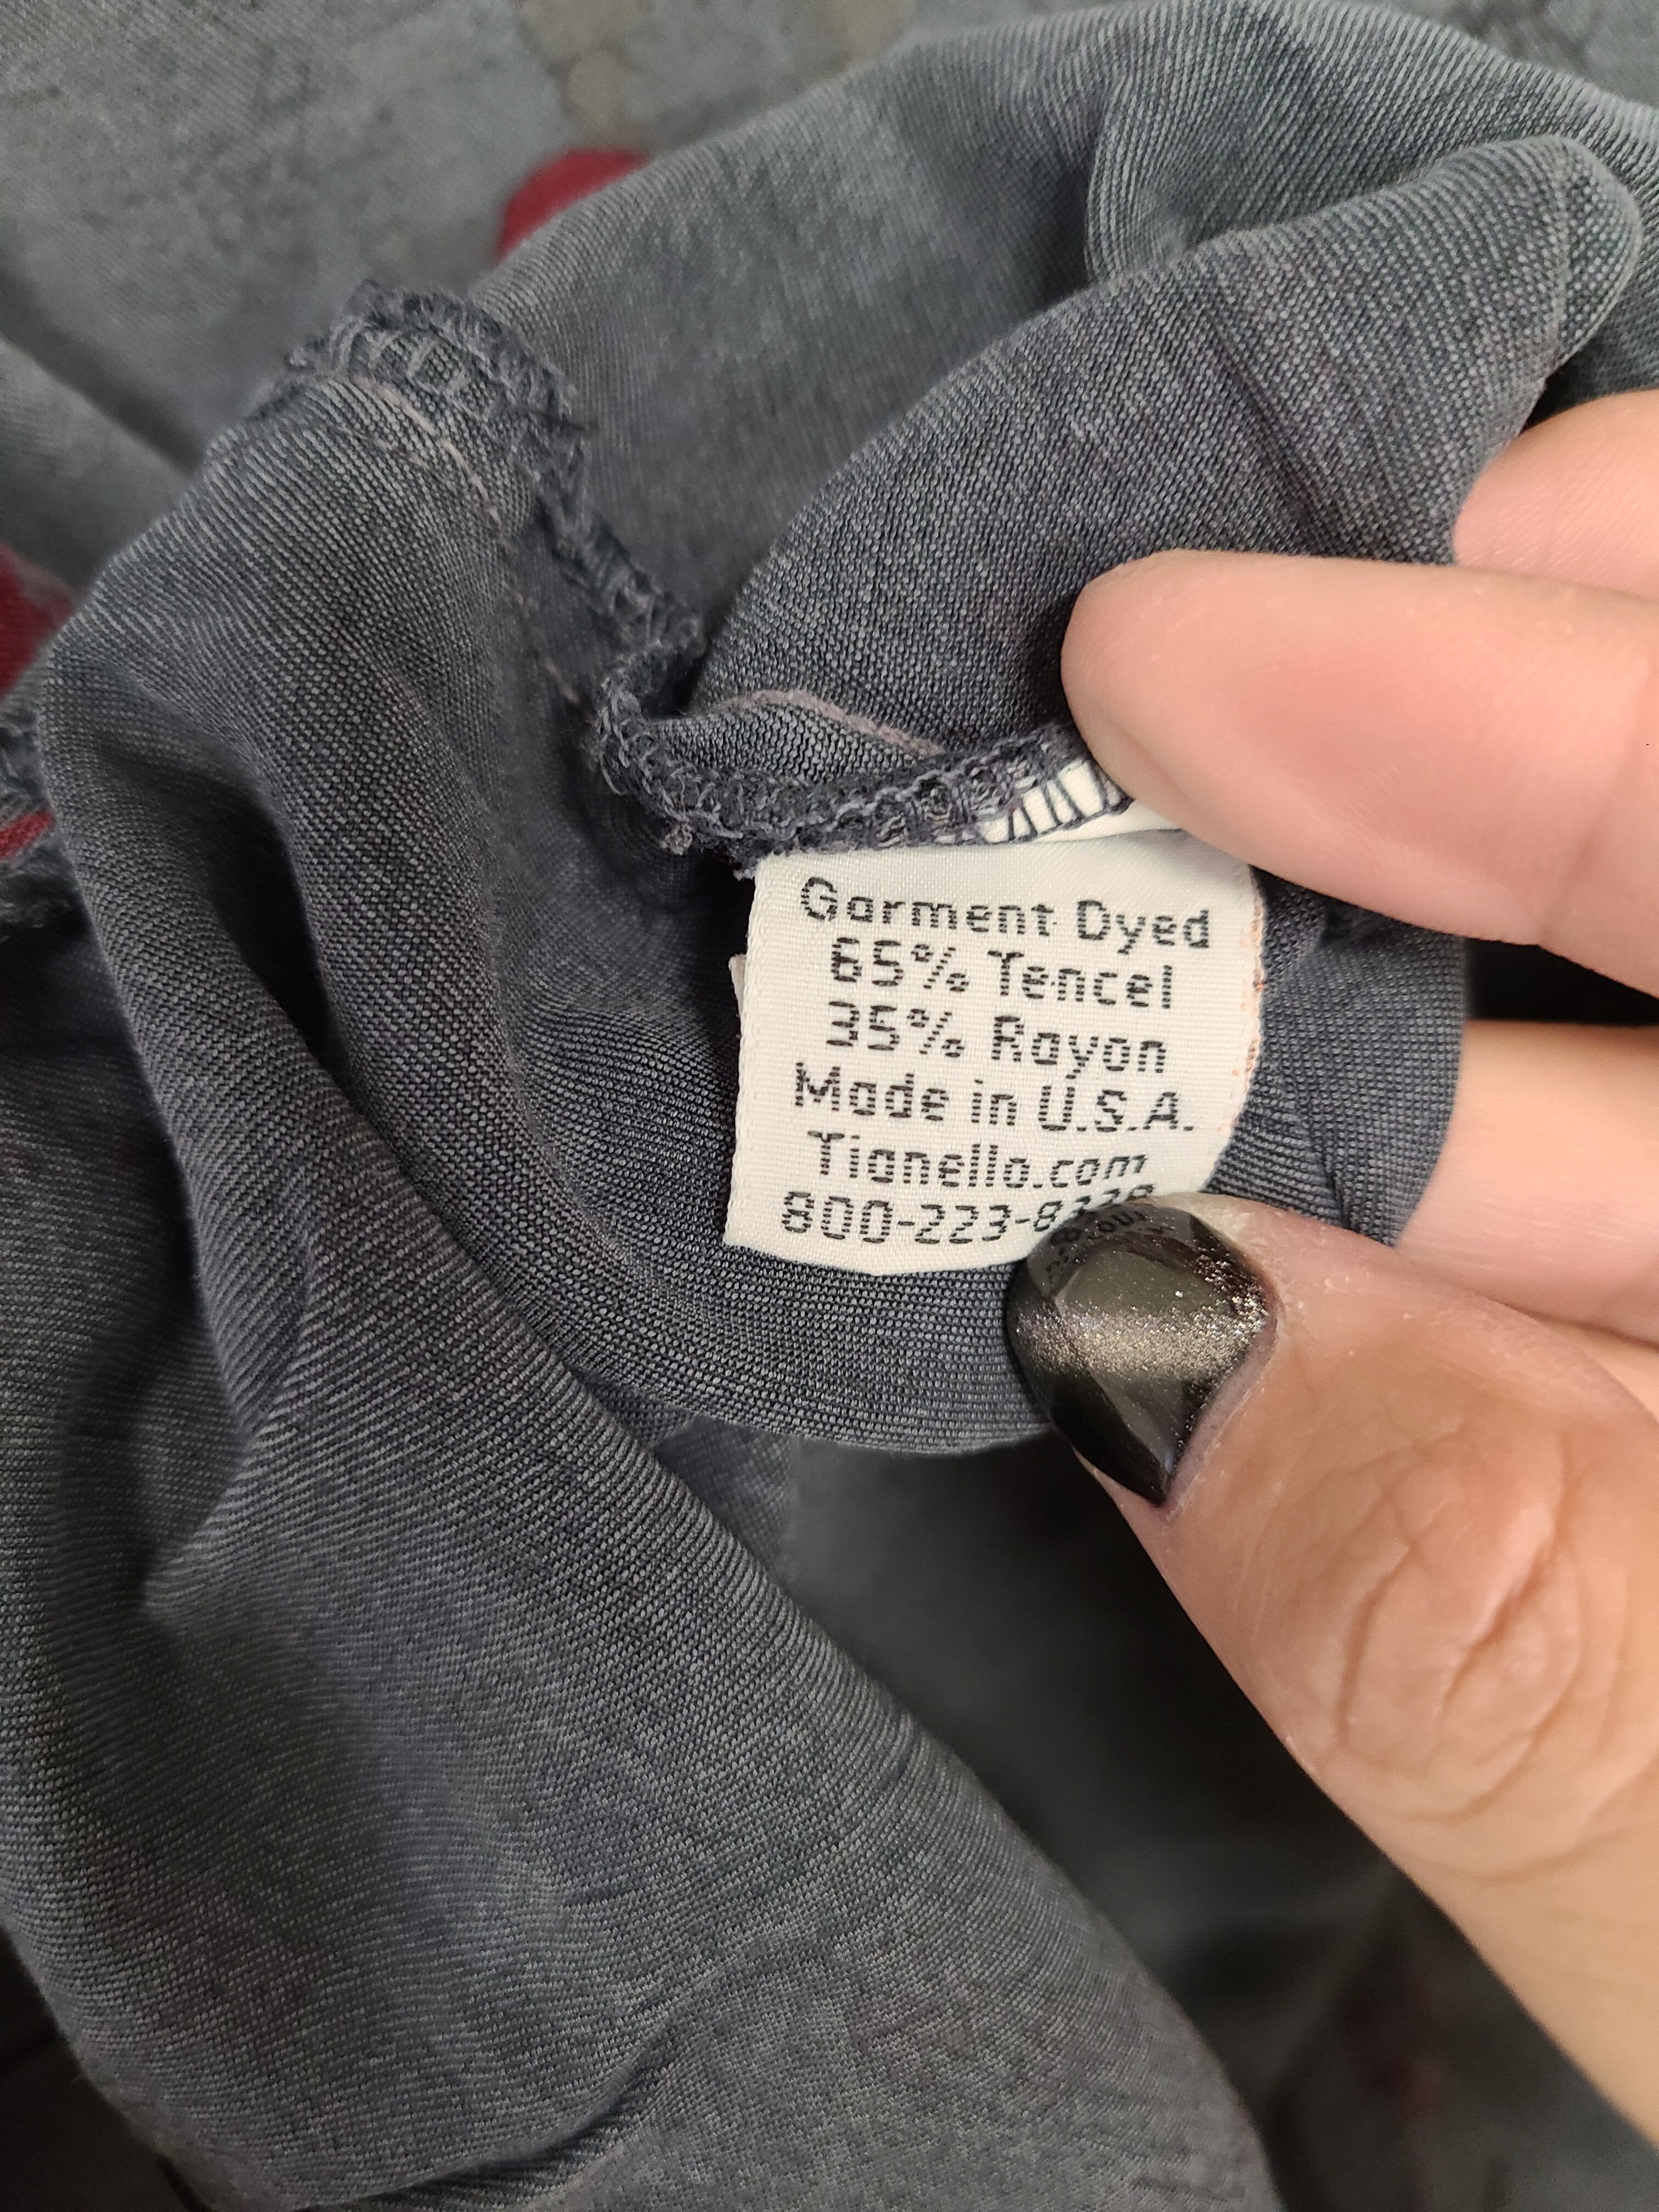 Garment Dyed
65% Tencel
35% Rayon
Made in U.S.A.
Tianello.com